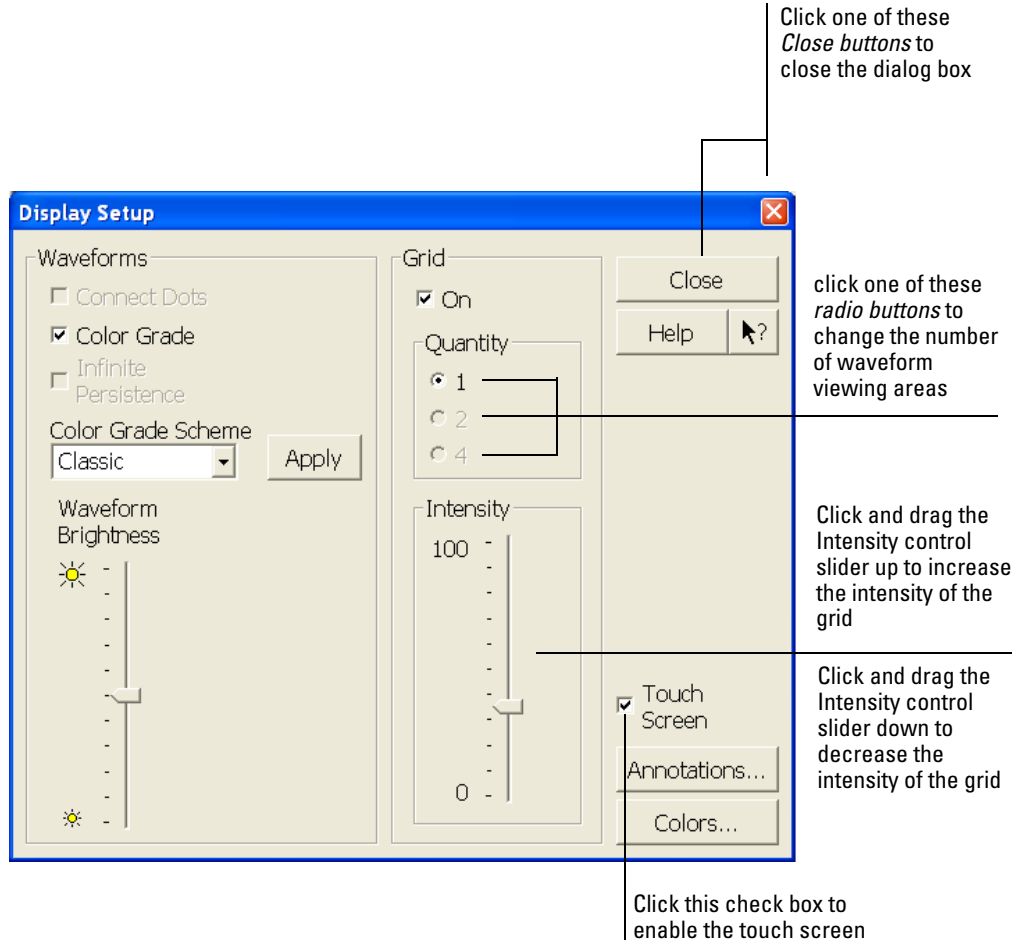 Click one of these
Close buttons to
close the dialog box
Display Setup
Waveforms
Connect Dots
Color Grade
Infinite
Persistence
Color Grade Scheme
Classic
Apply
Waveform
Brightness
Grid
On
Quantity
1
2
4
Intensity
100
0
Close
Help
?
Touch
Screen
Annotations...
Colors...
click one of these
radio buttons to
change the number
of waveform
viewing areas
Click and drag the
Intensity control
slider up to increase
the intensity of the
grid
Click and drag the
Intensity control
slider down to
decrease the
intensity of the grid
Click this check box to
enable the touch screen